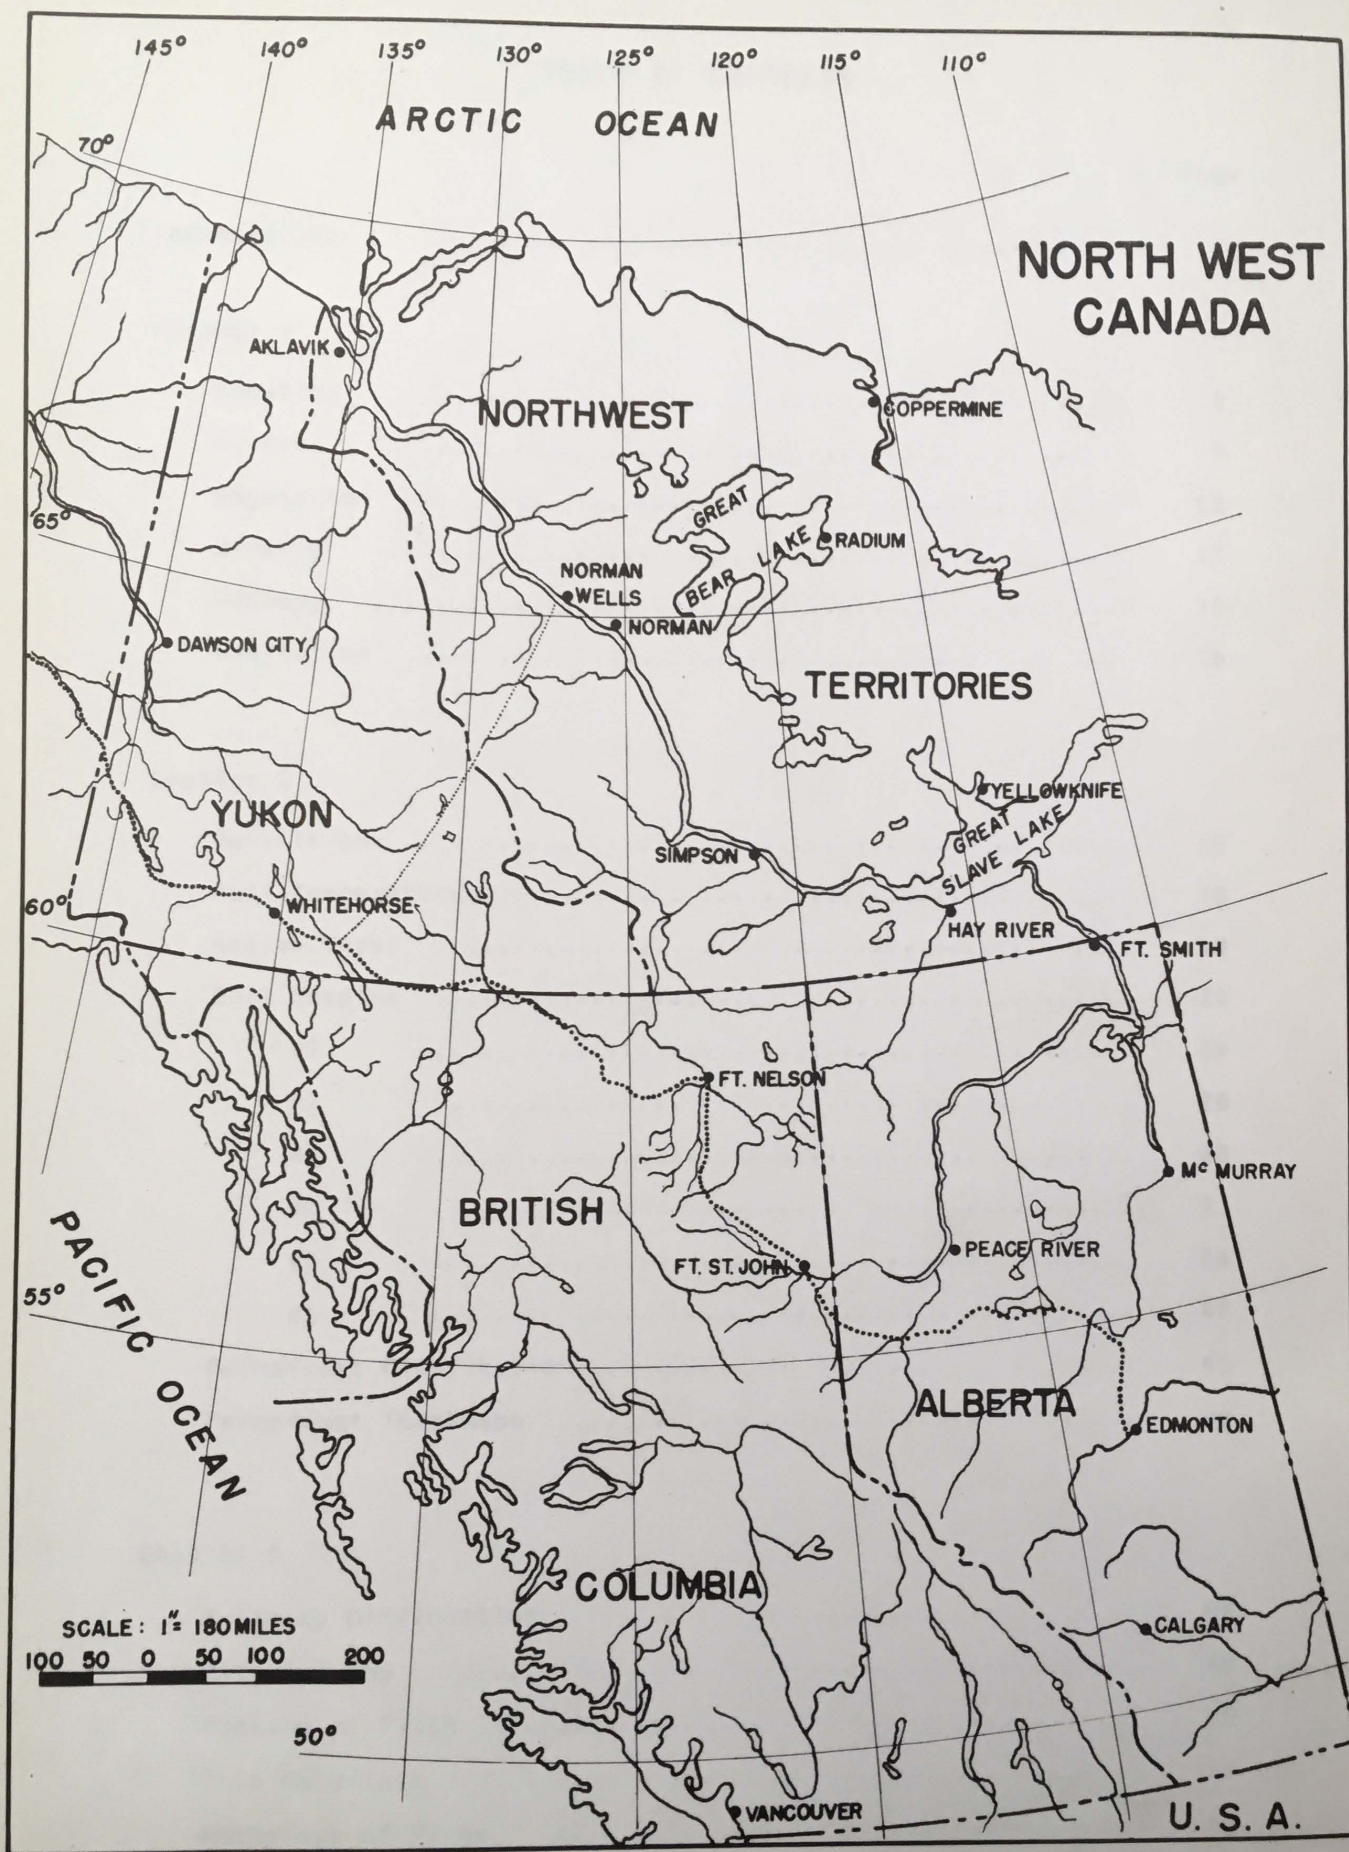 145° 140° 135° 130° 125° 120° 115° 110°
ARCTIC OCEAN
70°
NORTH WEST
CANADA
AKLAVIK
NORTHWEST
COPPERMINE
GREAT
BEAR LAKE
RADIUM
65°
NORMAN
WELLS
NORMAN
DAWSON CITY
TERRITORIES
YUKON
YELLOWKNIFE
GREAT
SLAVE LAKE
SIMPSON
60°
WHITEHORSE
HAY RIVER
FT. SMITH
FT. NELSON
Mc MURRAY
BRITISH
PEACE RIVER
FT. ST. JOHN
PACIFIC OCEAN
55°
ALBERTA
EDMONTON
COLUMBIA
SCALE: 1"= 180 MILES
100 50 0 50 100 200
CALGARY
50°
VANCOUVER
U. S. A.